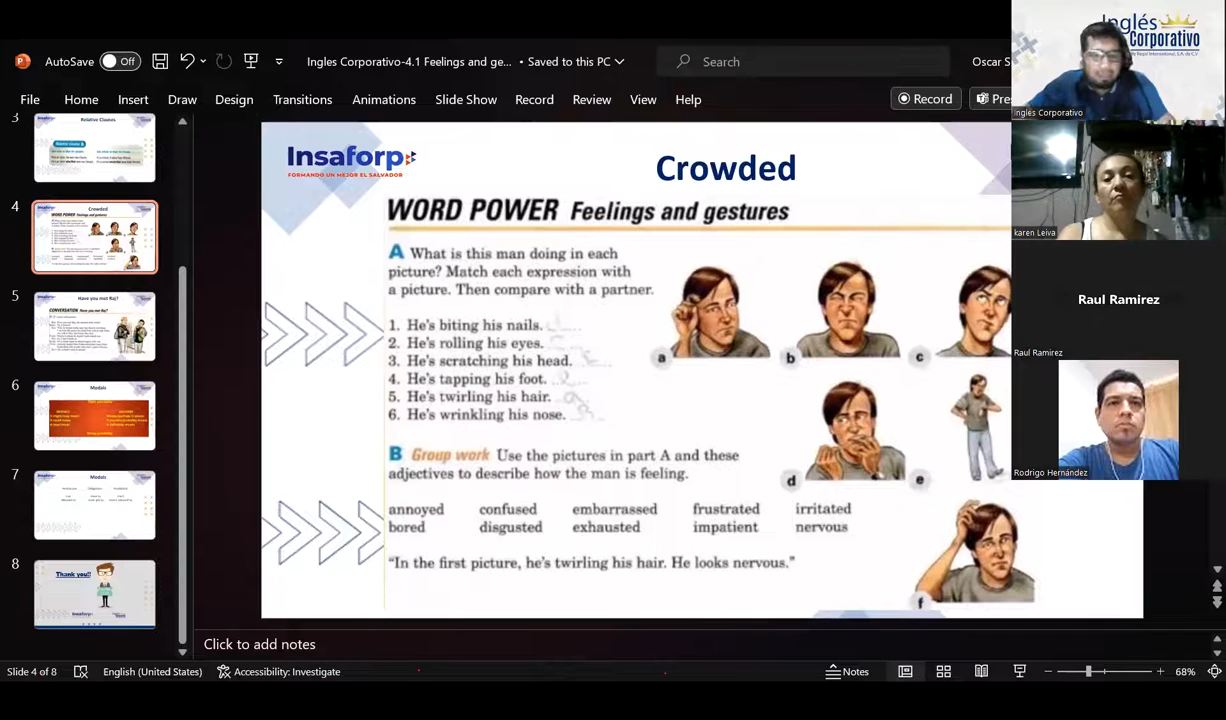 AutoSave Off
Ingles Corporativo-4.1 Feelings and ge... • Saved to this PC
Search
Oscar S
File Home Insert Draw Design Transitions Animations Slide Show Record Review View Help
Record
Pres
3
Relative Clauses
4
Crowded
WORD POWER Feelings and gestures
5
Have you met Raj?
CONVERSATION Have you met Raj?
6
Modals
7
Modals
8
Thank you!!
Insaforp
FORMANDO UN MEJOR EL SALVADOR
Crowded
WORD POWER Feelings and gestures
A What is this man doing in each
picture? Match each expression with
a picture. Then compare with a partner.
1. He's biting his nails.
2. He's rolling his eyes.
3. He's scratching his head.
4. He's tapping his foot.
5. He's twirling his hair.
6. He's wrinkling his nose.
a
b
c
d
e
f
B Group work Use the pictures in part A and these
adjectives to describe how the man is feeling.
annoyed confused embarrassed frustrated irritated
bored disgusted exhausted impatient nervous
"In the first picture, he's twirling his hair. He looks nervous."
Click to add notes
Slide 4 of 8 English (United States) Accessibility: Investigate Notes 68%
Inglés
Corporativo
Ingles Corporativo
karen Leiva
Raul Ramirez
Raul Ramirez
Rodrigo Hernández